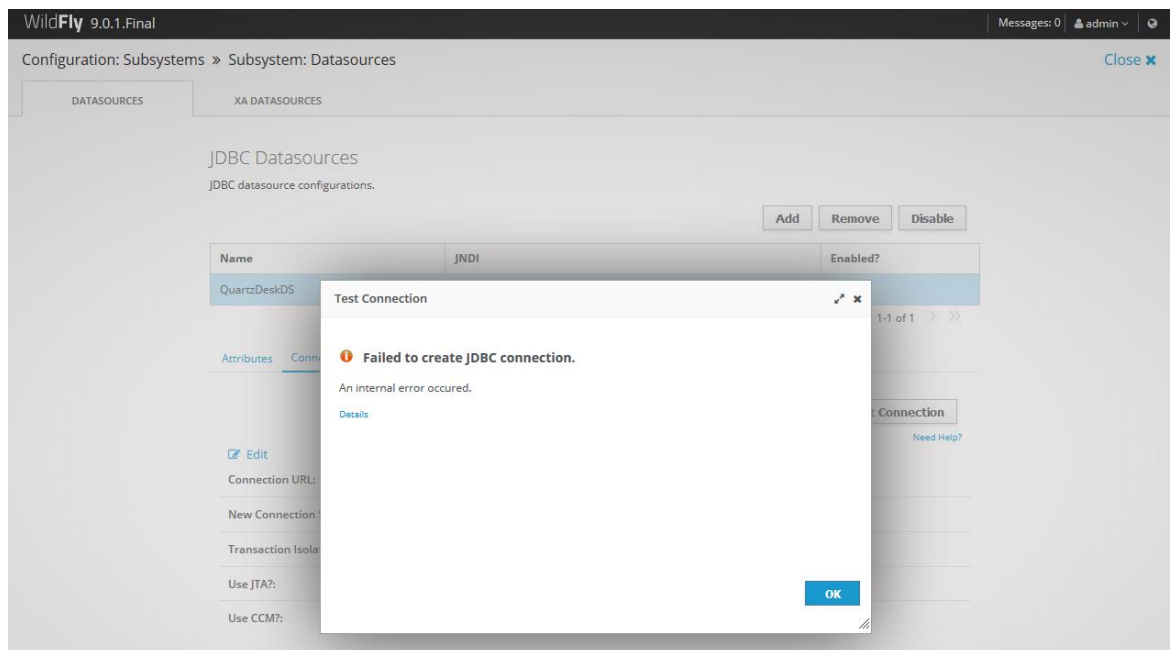 WildFly 9.0.1.Final
Messages: 0 admin
Configuration: Subsystems » Subsystem: Datasources
Close ✖
DATASOURCES XA DATASOURCES
JDBC Datasources
JDBC datasource configurations.
Add Remove Disable
Name JNDI Enabled?
QuartzDeskDS
Test Connection
1-1 of 1
Attributes
Failed to create JDBC connection.
An internal error occured.
Details
Connection
Need Help?
Edit
Connection URL:
New Connection
Transaction
Use JTA?:
OK
Use CCM?: